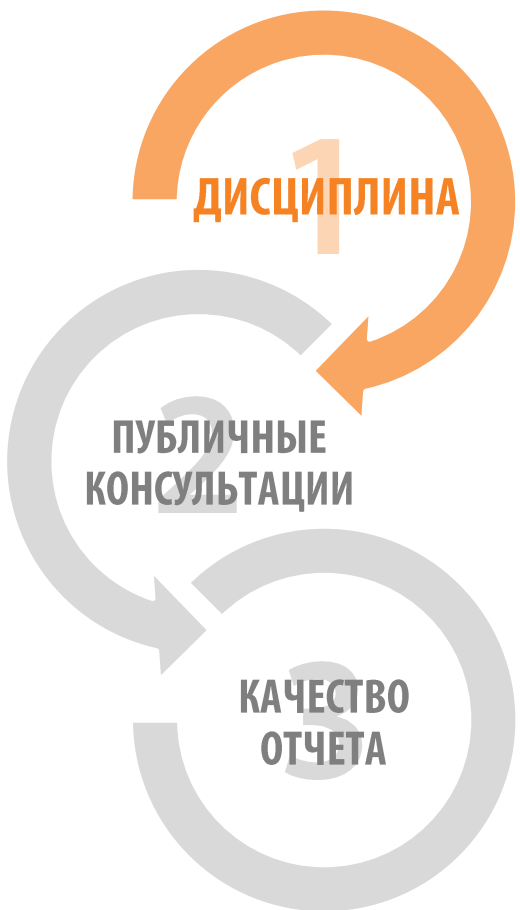 1
ДИСЦИПЛИНА
2
ПУБЛИЧНЫЕ
КОНСУЛЬТАЦИИ
3
КАЧЕСТВО
ОТЧЕТА